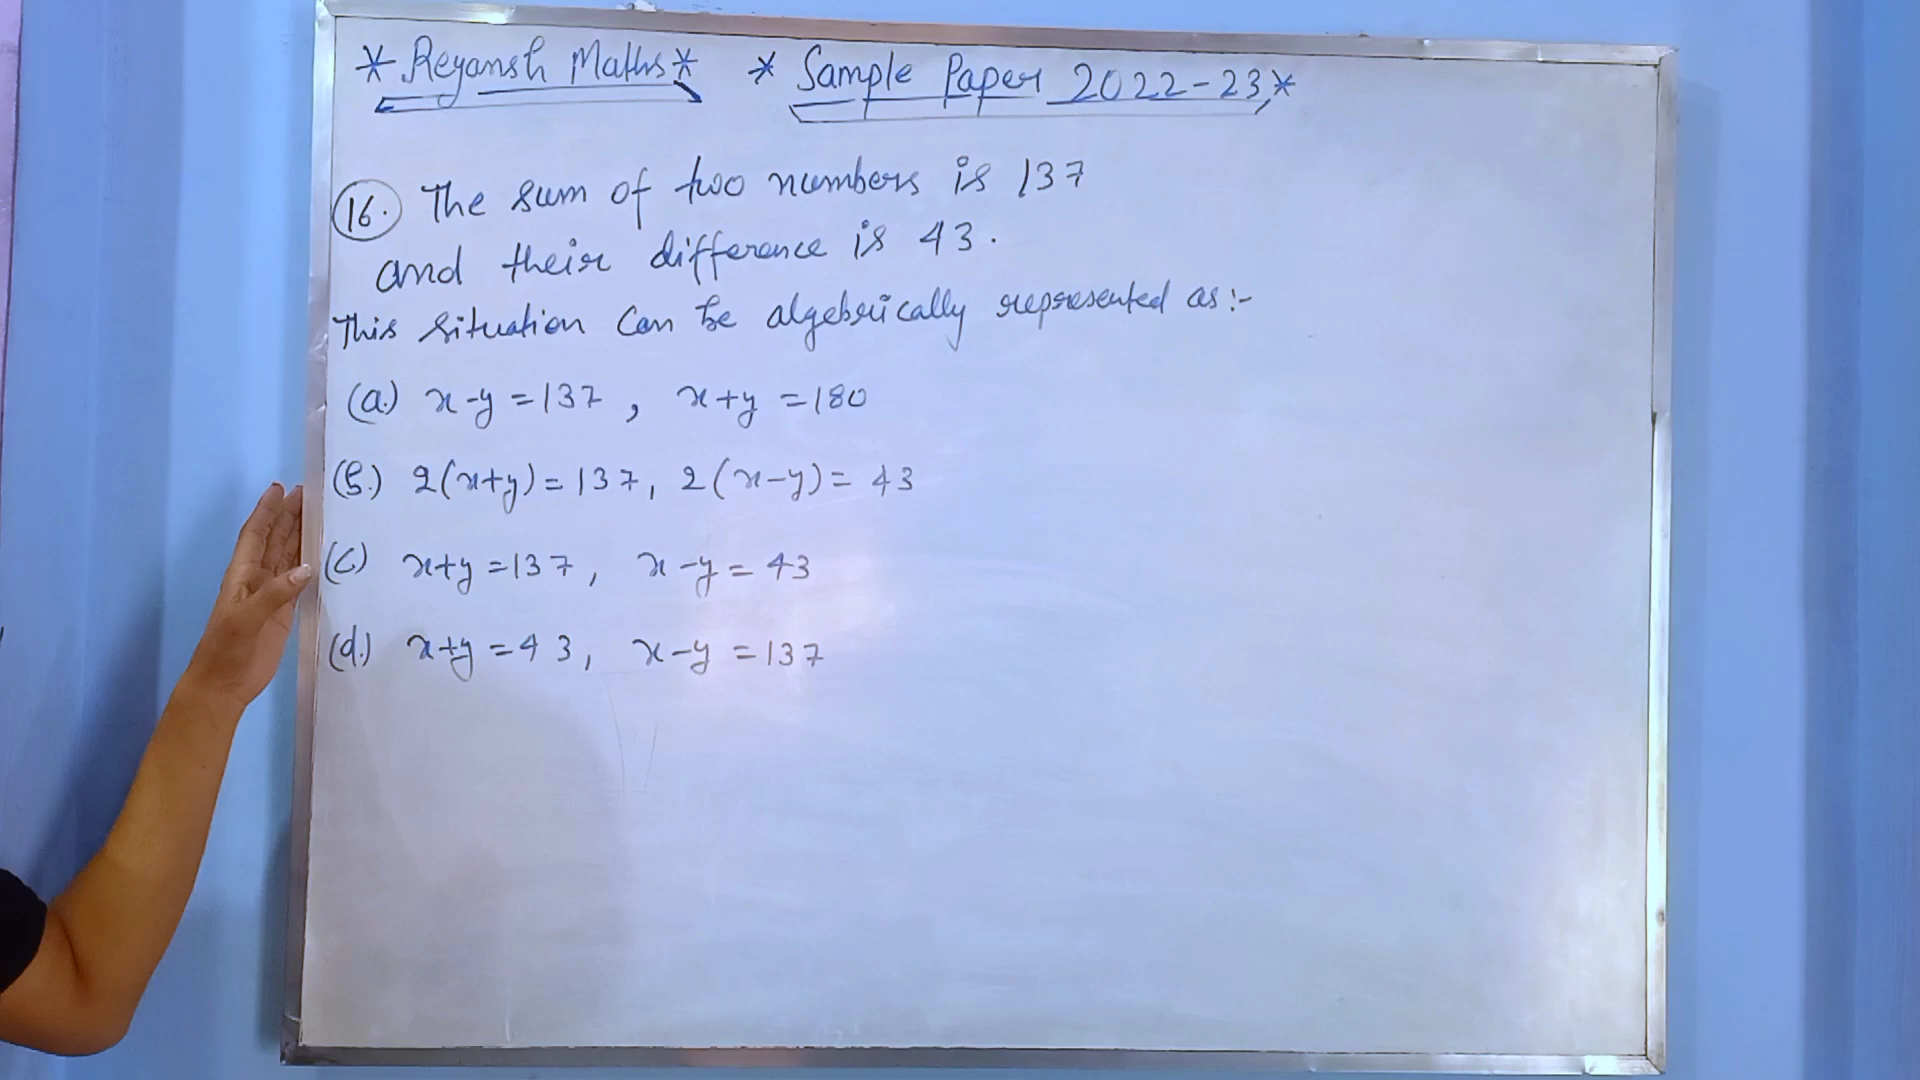 * Reyansh Maths * * Sample Paper 2022-23, *
16. The sum of two numbers is 137
and their difference is 43.
This situation can be algebrically represented as :-
(a.) x-y = 137 , x+y = 180
(b.) 2(x+y) = 137, 2(x-y) = 43
(c) x+y = 137, x-y = 43
(d.) x+y = 43, x-y = 137